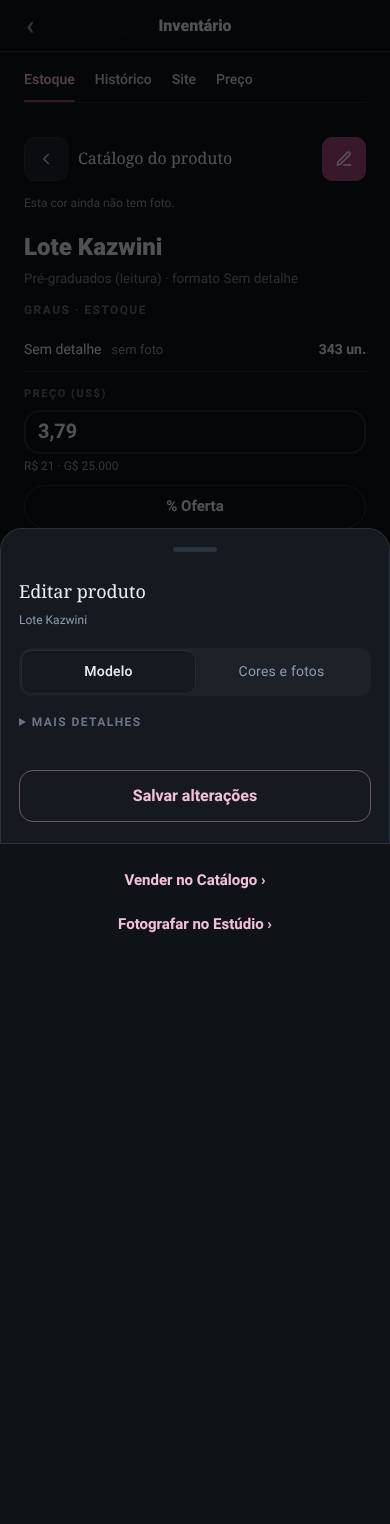 Inventário
Estoque Histórico Site Preço
Catálogo do produto
Esta cor ainda não tem foto.
Lote Kazwini
Pré-graduados (leitura) · formato Sem detalhe
GRAUS · ESTOQUE
Sem detalhe sem foto 343 un.
PREÇO (US$)
3,79
R$ 21 · G$ 25.000
% Oferta
Editar produto
Lote Kazwini
Modelo Cores e fotos
MAIS DETALHES
Salvar alterações
Vender no Catálogo ›
Fotografar no Estúdio ›